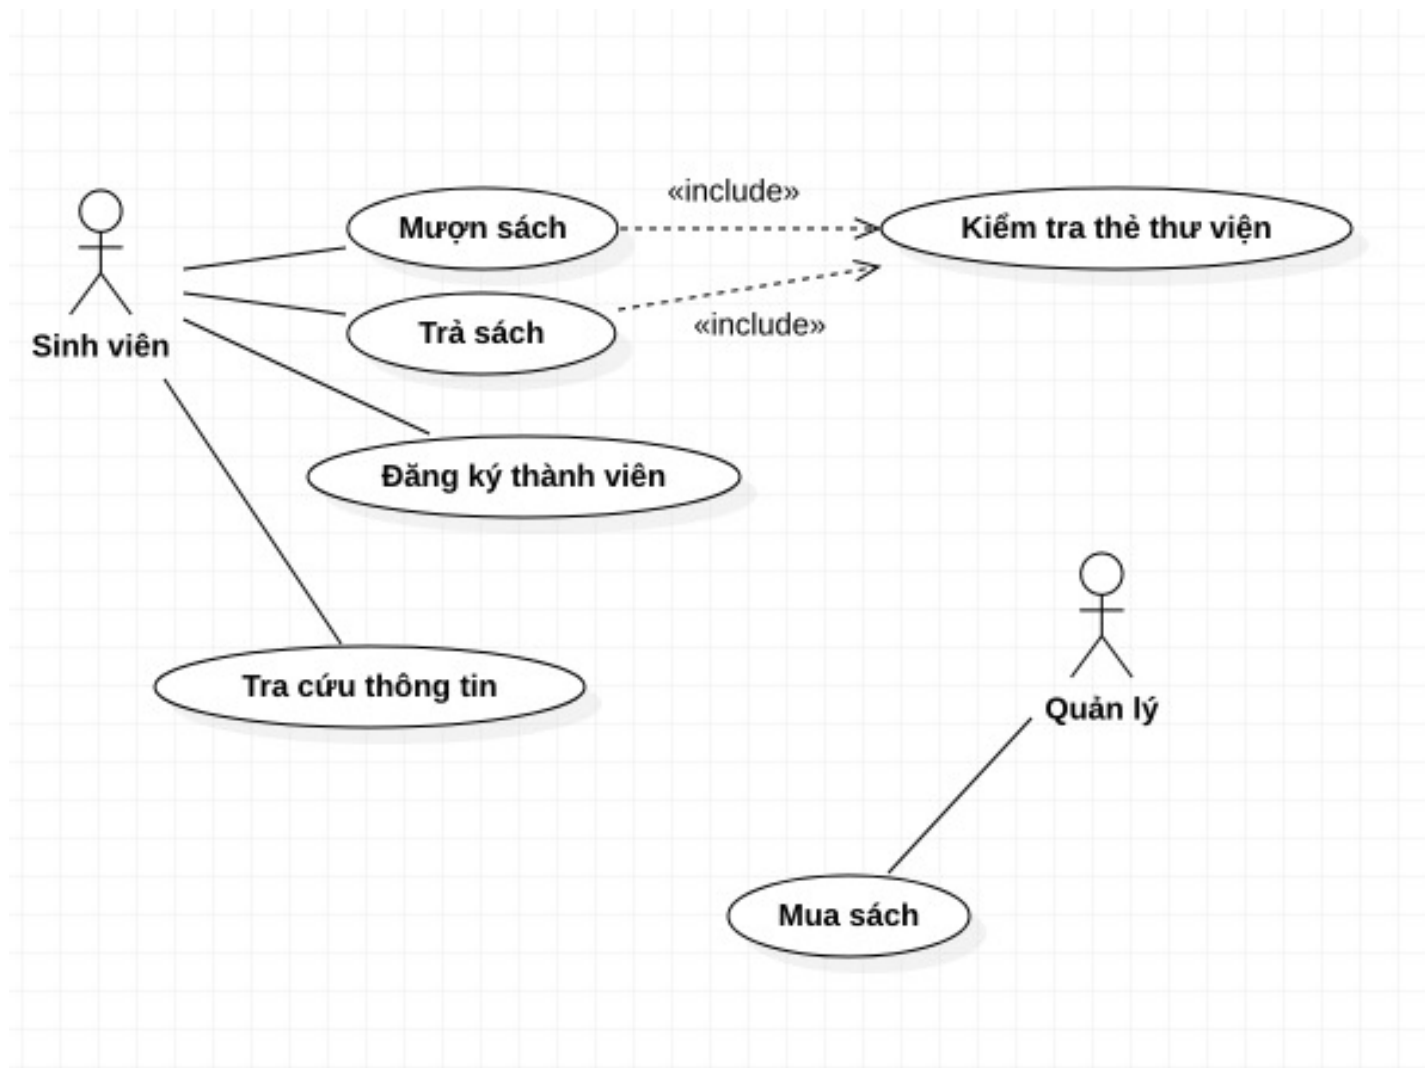 «include»
Mượn sách
Kiểm tra thẻ thư viện
Trả sách
«include»
Sinh viên
Đăng ký thành viên
Tra cứu thông tin
Quản lý
Mua sách